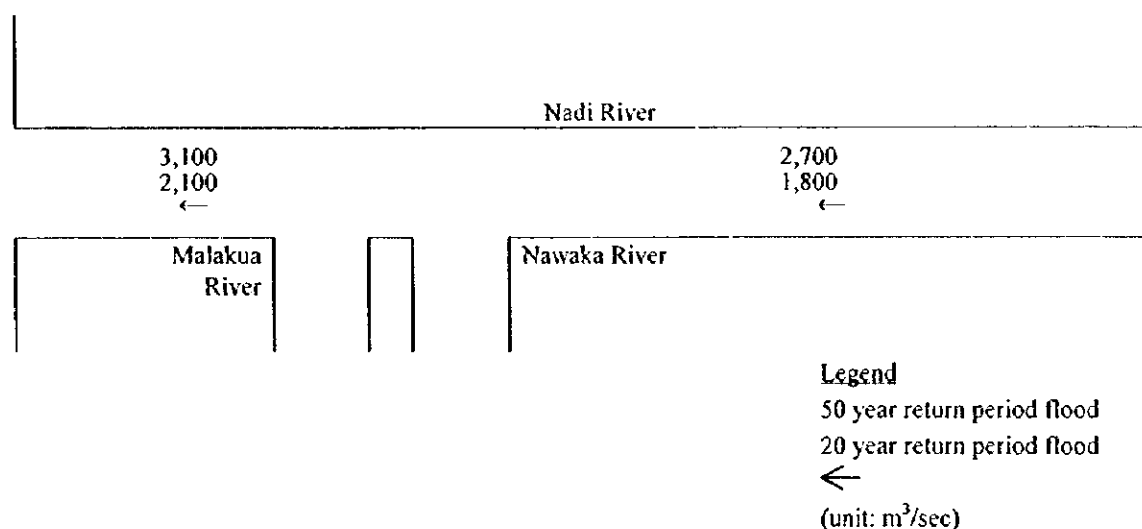 Nadi River
3,100
2,100
←
2,700
1,800
←
Malakua
River
Nawaka River
Legend
50 year return period flood
20 year return period flood
←
(unit: m³/sec)